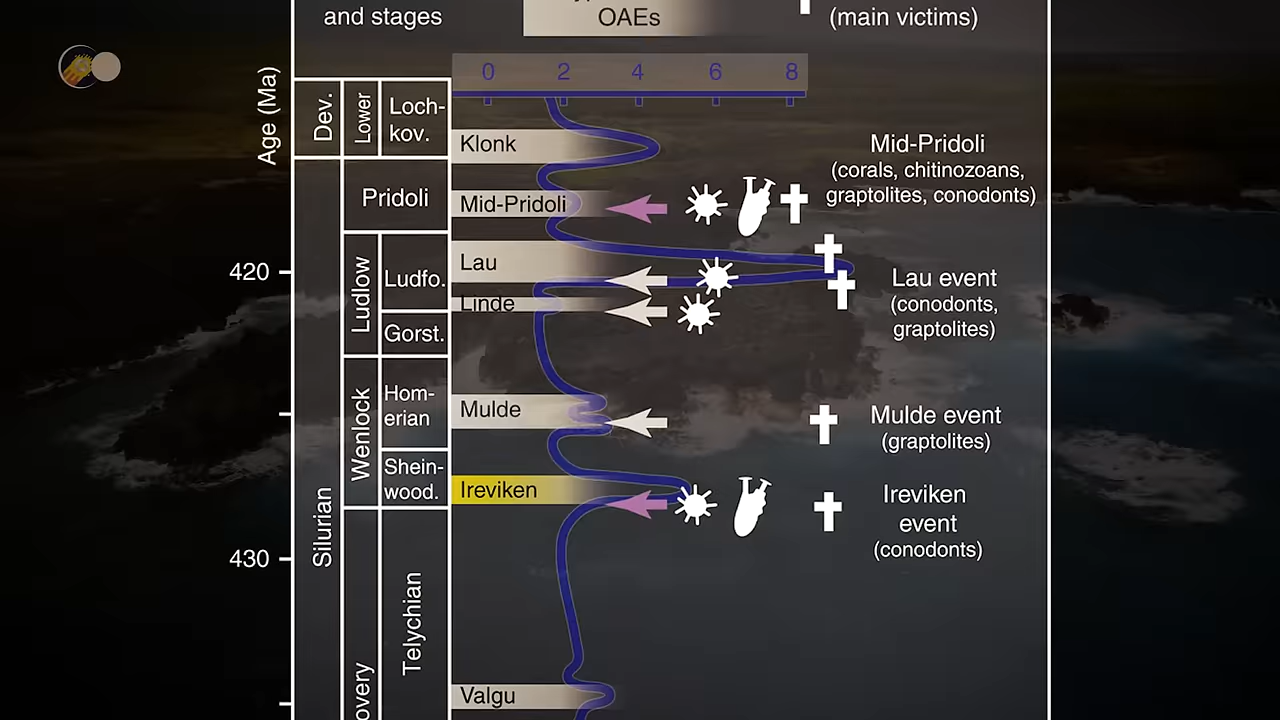 and stages
OAEs
(main victims)
Age (Ma)
0 2 4 6 8
Dev.
Lower
Loch-
kov.
Klonk
Mid-Pridoli
(corals, chitinozoans,
graptolites, conodonts)
Pridoli
Mid-Pridoli
420
Ludlow
Ludfo.
Lau
Lau event
(conodonts,
graptolites)
Linde
Gorst.
Silurian
Wenlock
Hom-
erian
Mulde
Mulde event
(graptolites)
Shein-
wood.
Ireviken
Ireviken
event
(conodonts)
430
Telychian
overy
Valgu